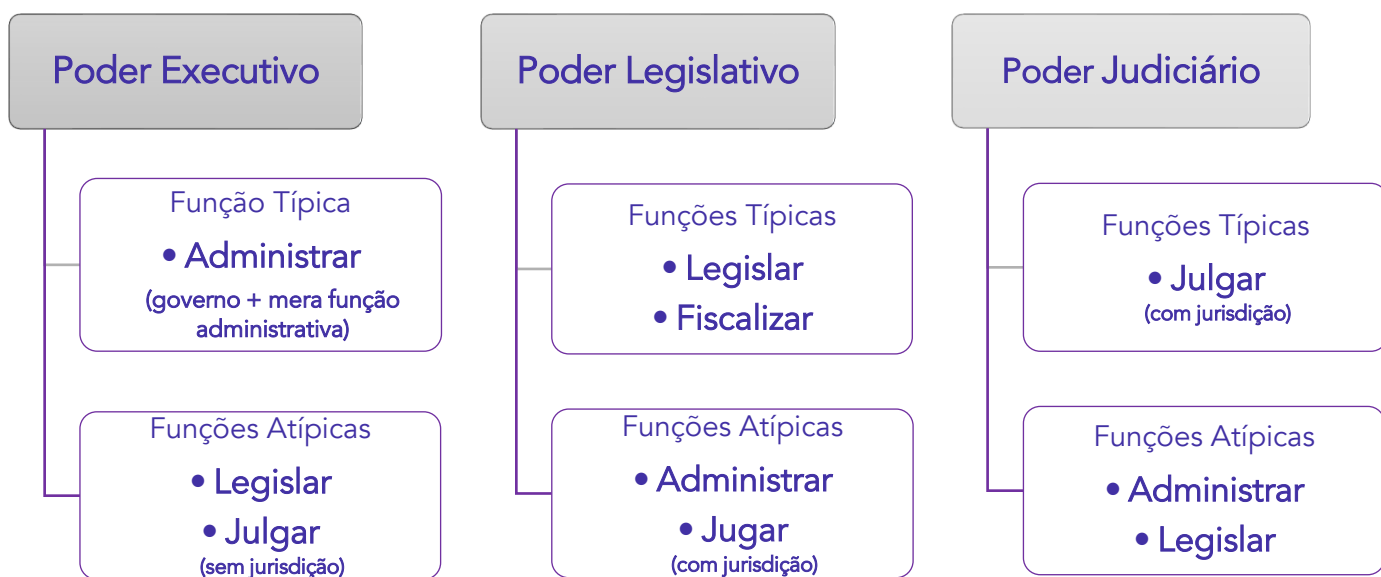 Poder Executivo
Função Típica
• Administrar
(governo + mera função
administrativa)
Funções Atípicas
• Legislar
• Julgar
(sem jurisdição)
Poder Legislativo
Funções Típicas
• Legislar
• Fiscalizar
Funções Atípicas
• Administrar
• Jugar
(com jurisdição)
Poder Judiciário
Funções Típicas
• Julgar
(com jurisdição)
Funções Atípicas
• Administrar
• Legislar